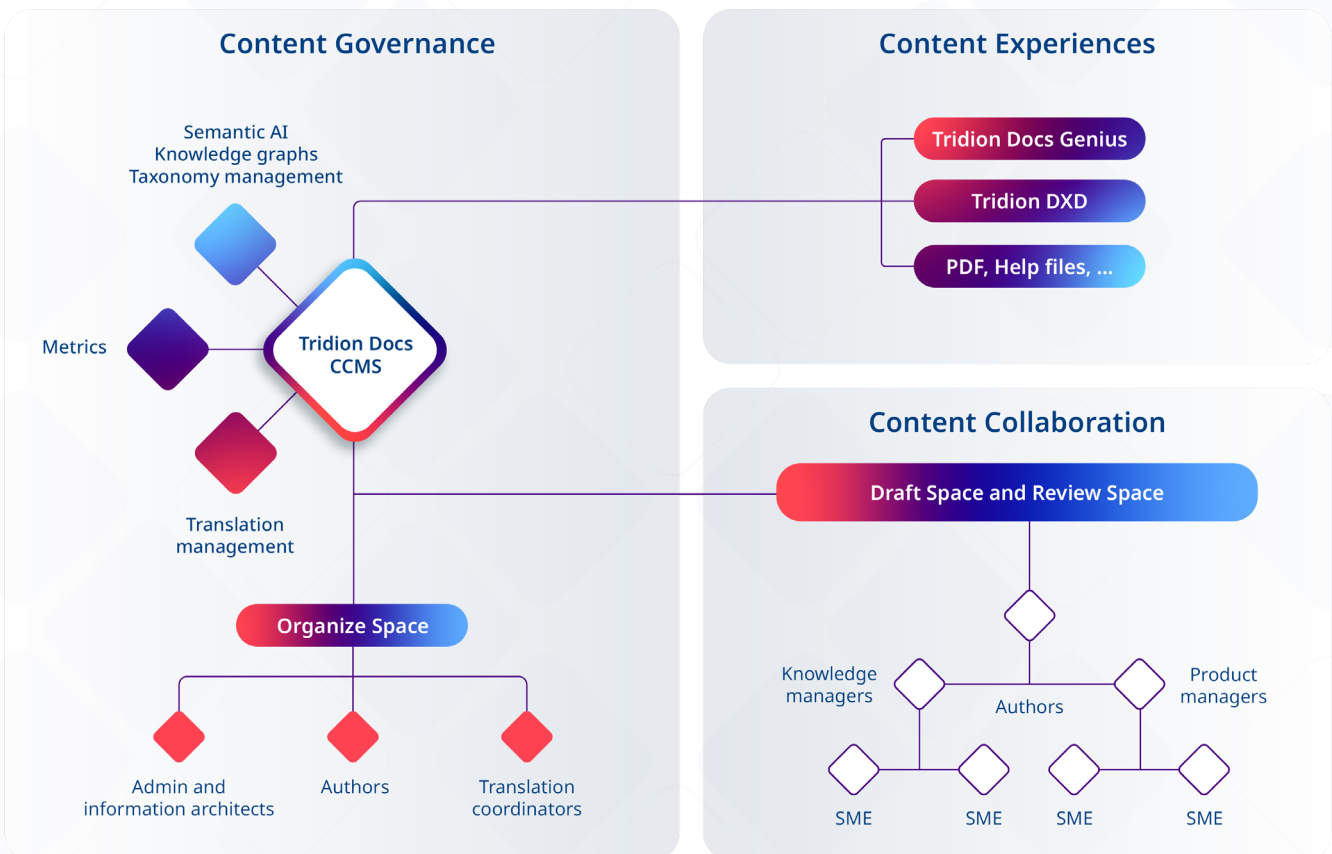 Content Governance
Semantic AI
Knowledge graphs
Taxonomy management
Metrics
Tridion Docs
CCMS
Translation
management
Organize Space
Admin and
information architects
Authors
Translation
coordinators
Content Experiences
Tridion Docs Genius
Tridion DXD
PDF, Help files, ...
Content Collaboration
Draft Space and Review Space
Knowledge
managers
Authors
Product
managers
SME
SME
SME
SME